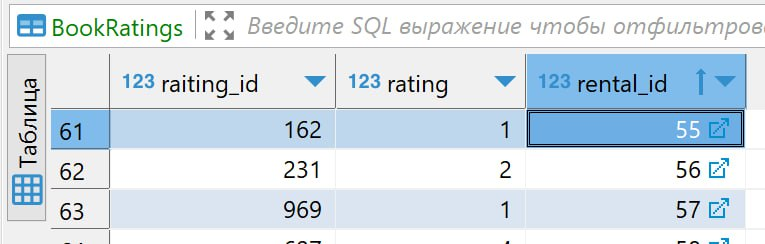 BookRatings Введите SQL выражение чтобы отфильтро
Таблица
123 raiting_id 123 rating 123 rental_id
61 162 1 55
62 231 2 56
63 969 1 57